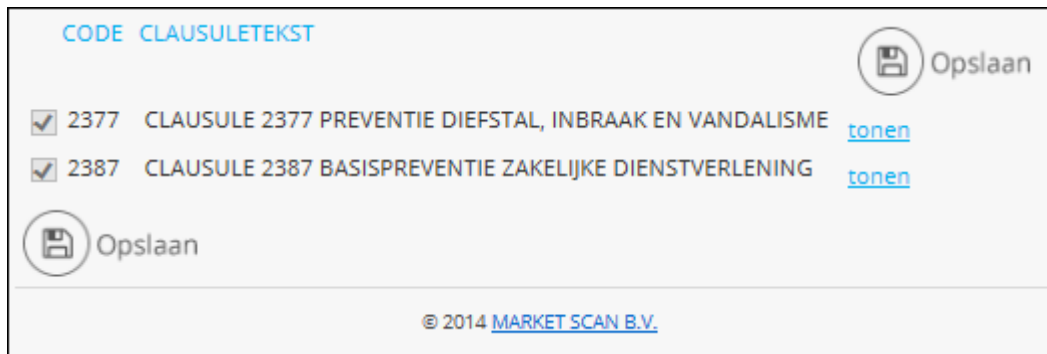 CODE CLAUSULETEKST
Opslaan
2377 CLAUSULE 2377 PREVENTIE DIEFSTAL, INBRAAK EN VANDALISME tonen
2387 CLAUSULE 2387 BASISPREVENTIE ZAKELIJKE DIENSTVERLENING tonen
Opslaan
© 2014 MARKET SCAN B.V.